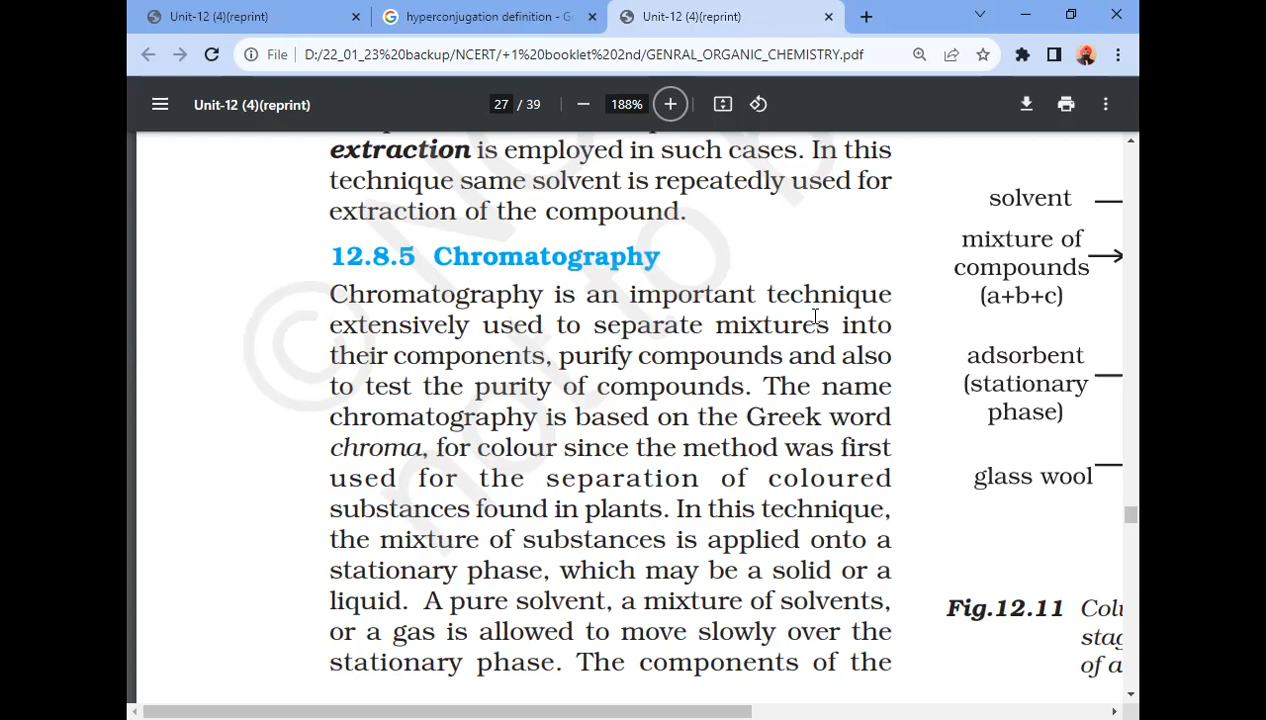 Unit-12 (4)(reprint)
hyperconjugation definition - G
Unit-12 (4)(reprint)
File
D:/22_01_23%20backup/NCERT/+1%20booklet%202nd/GENRAL_ORGANIC_CHEMISTRY.pdf
Unit-12 (4)(reprint)
27 / 39
188%
extraction is employed in such cases. In this
technique same solvent is repeatedly used for
extraction of the compound.
12.8.5 Chromatography
Chromatography is an important technique
extensively used to separate mixtures into
their components, purify compounds and also
to test the purity of compounds. The name
chromatography is based on the Greek word
chroma, for colour since the method was first
used for the separation of coloured
substances found in plants. In this technique,
the mixture of substances is applied onto a
stationary phase, which may be a solid or a
liquid. A pure solvent, a mixture of solvents,
or a gas is allowed to move slowly over the
stationary phase. The components of the
solvent
mixture of
compounds
(a+b+c)
adsorbent
(stationary
phase)
glass wool
Fig.12.11 Colu
stag
of a
© NC
not to b